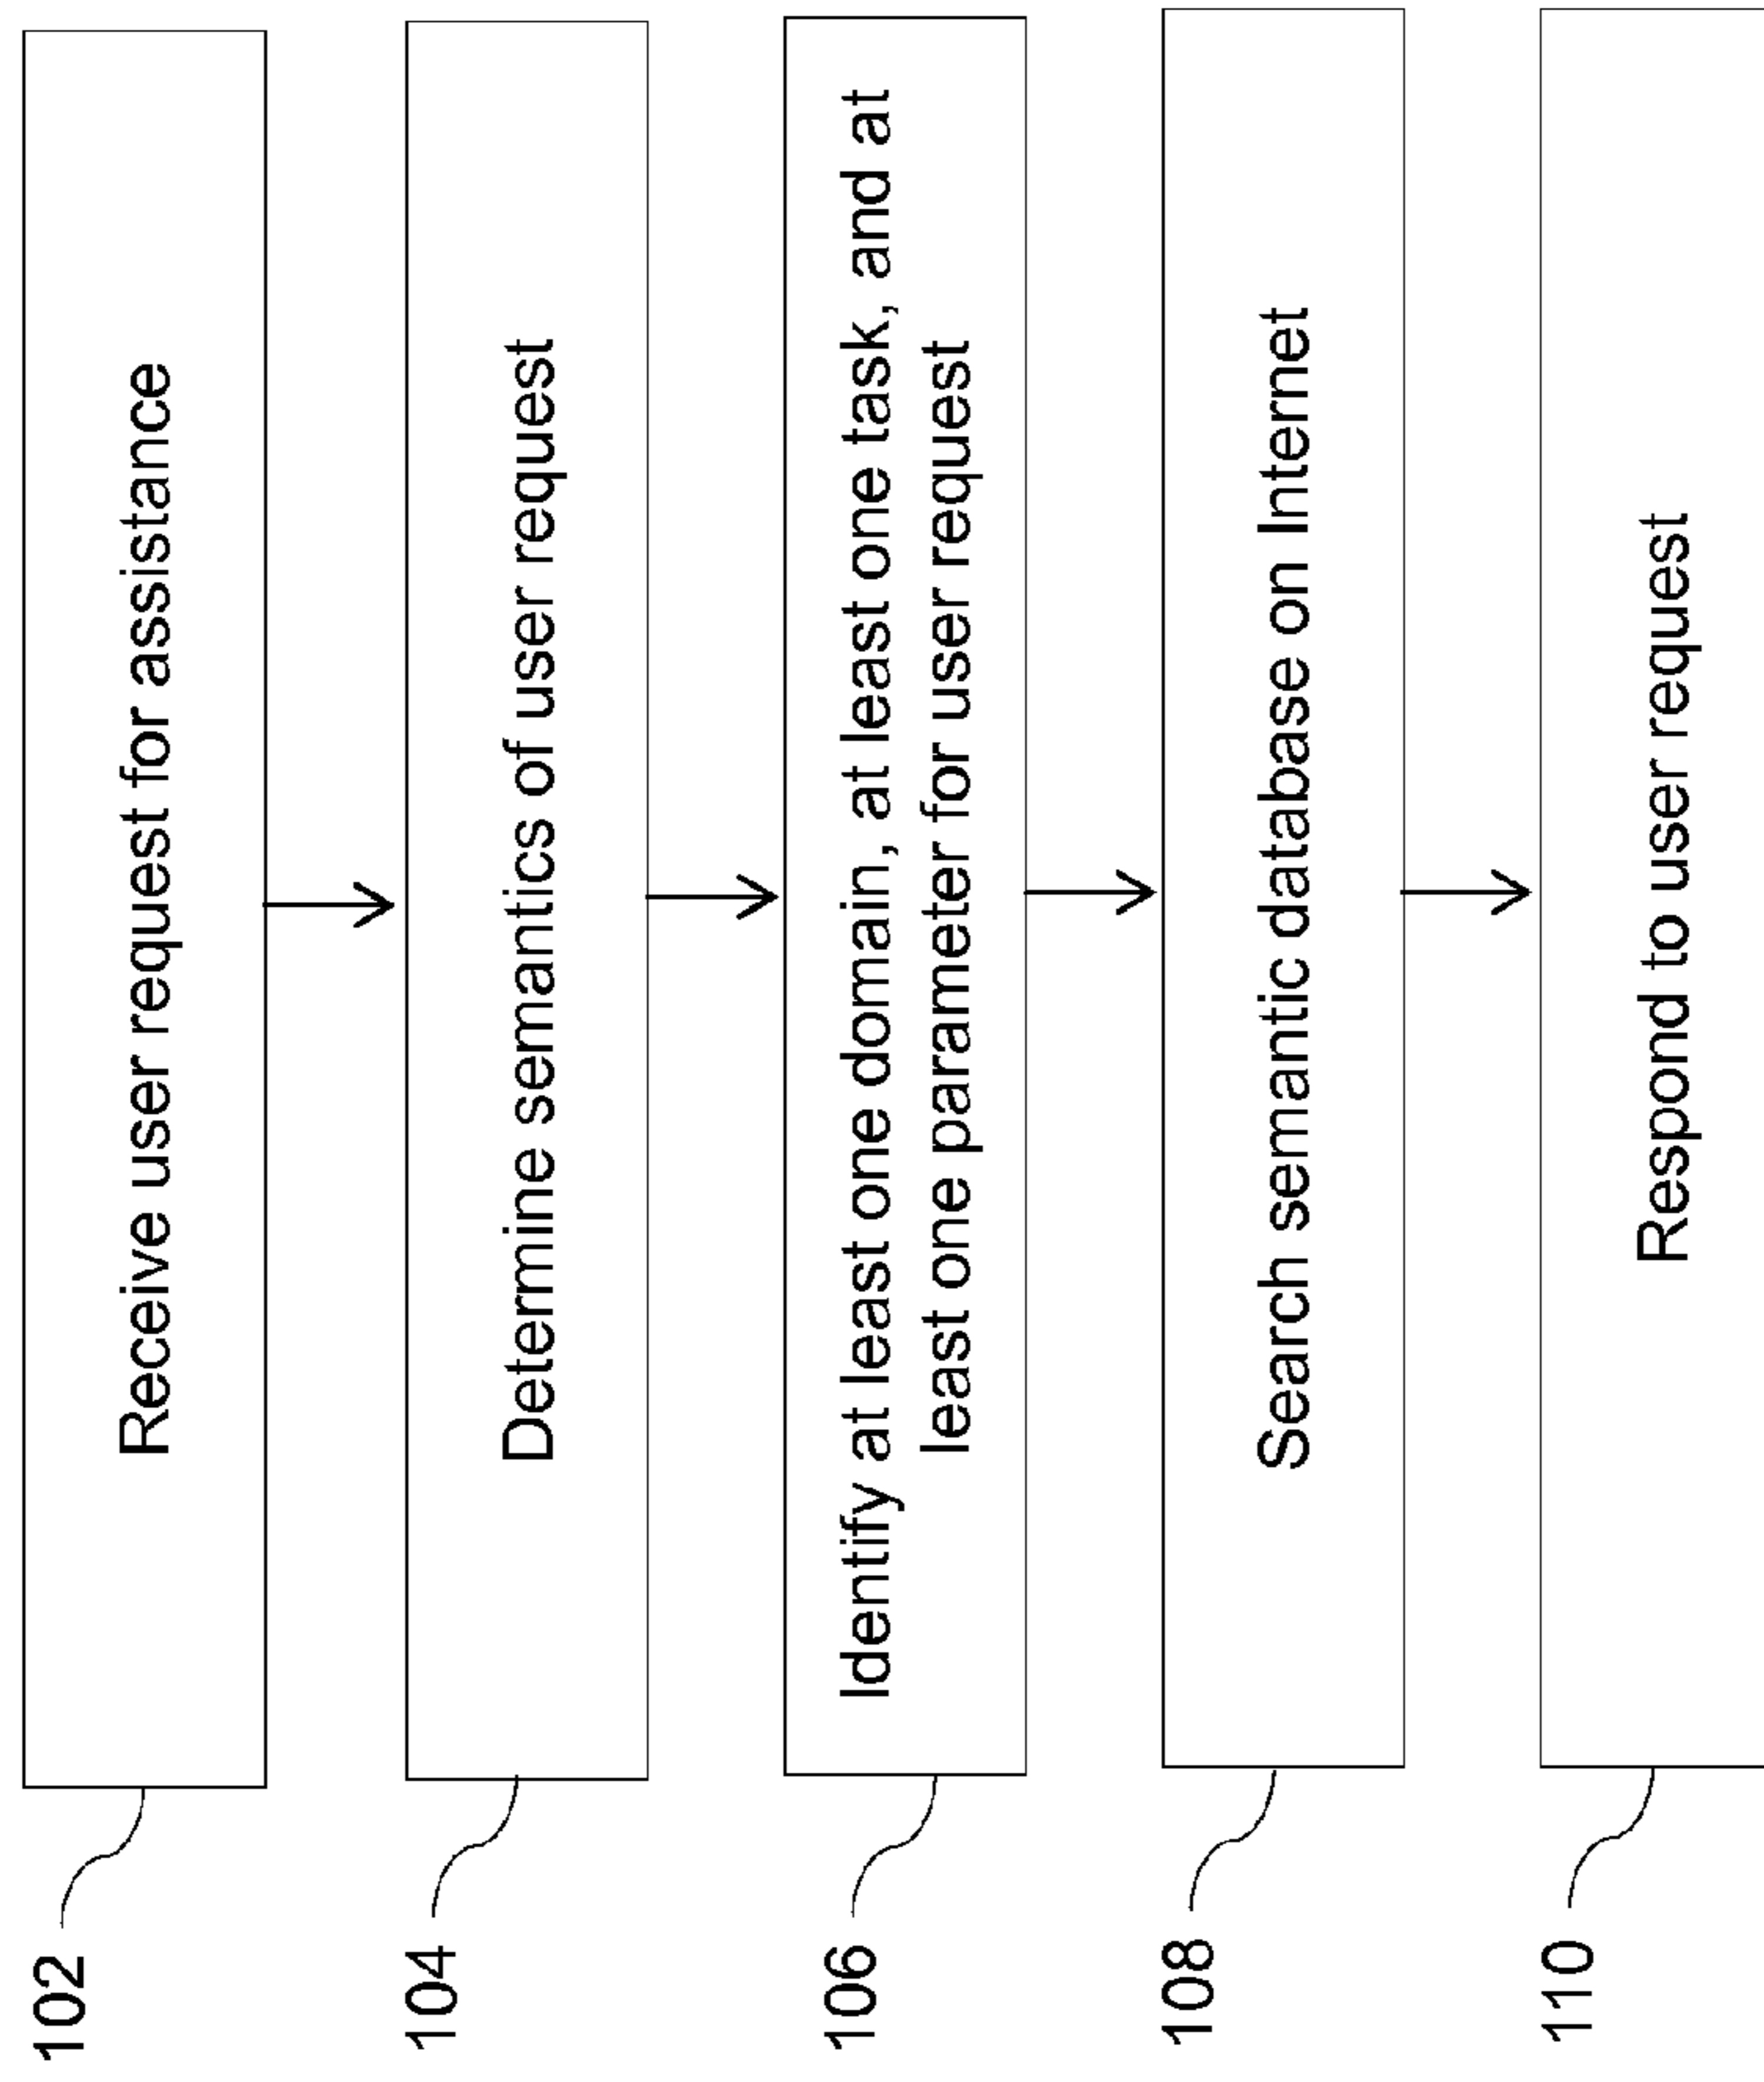 102
Receive user request for assistance
104
Determine semantics of user request
106
Identify at least one domain, at least one task, and at
least one parameter for user request
108
Search semantic database on Internet
110
Respond to user request